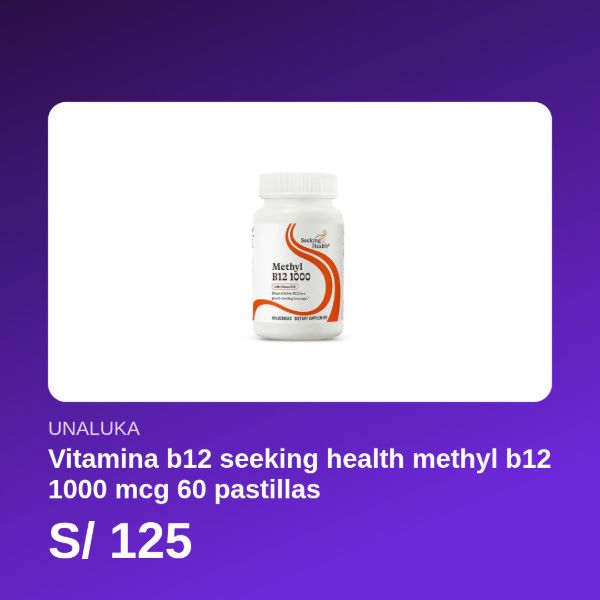 Seeking
Health
Methyl
B12 1000
UNALUKA
Vitamina b12 seeking health methyl b12
1000 mcg 60 pastillas
S/ 125